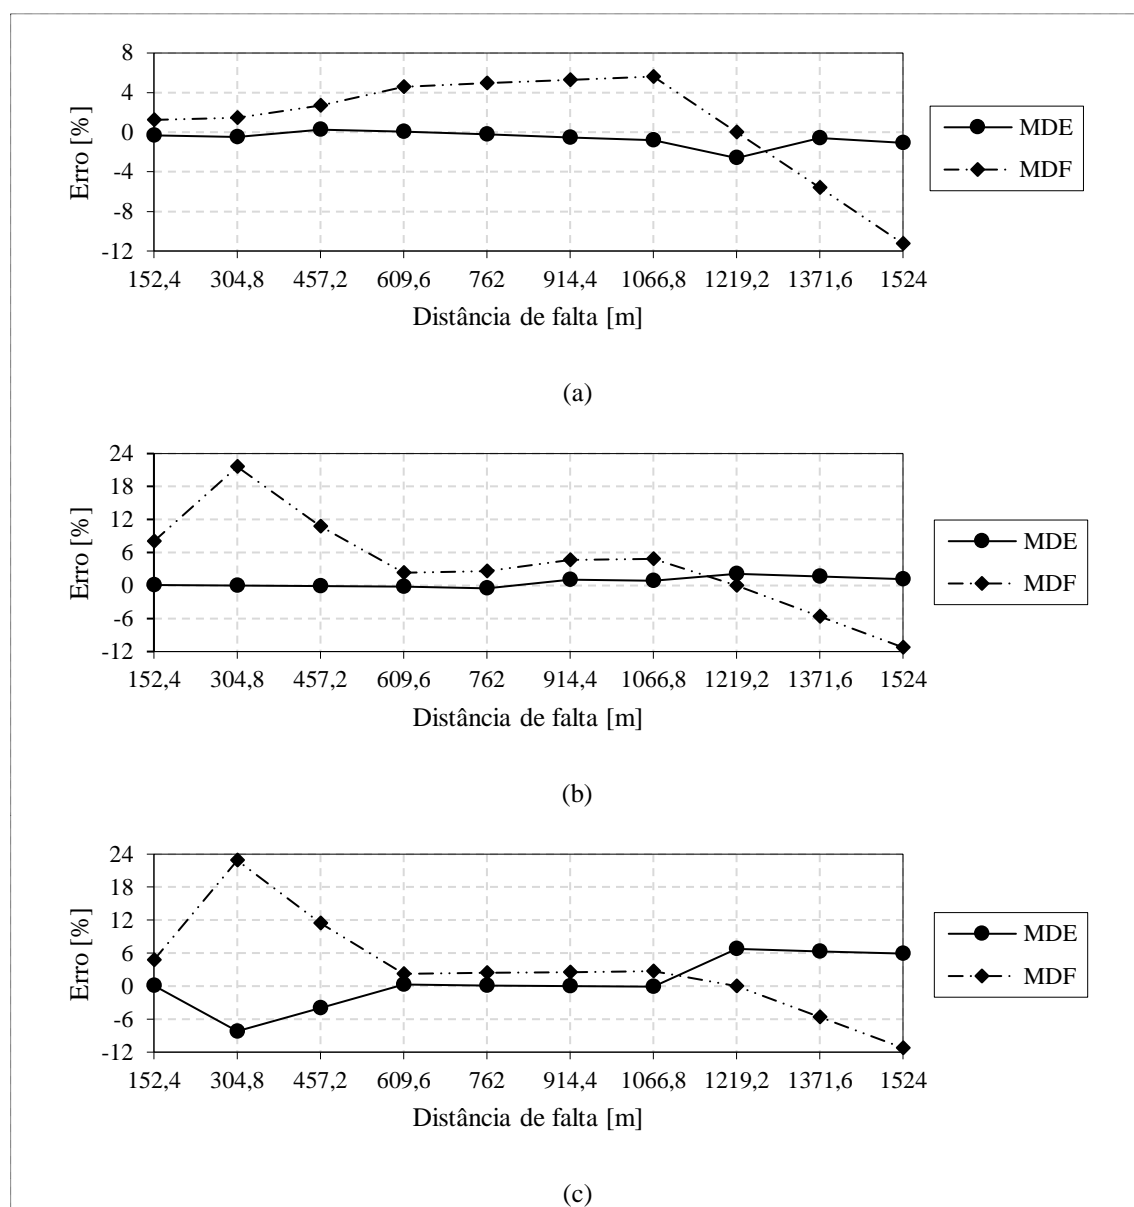 8
4
0
-4
-8
-12
Erro [%]
152,4 304,8 457,2 609,6 762 914,4 1066,8 1219,2 1371,6 1524
Distância de falta [m]
MDE
MDF
(a)
24
18
12
6
0
-6
-12
Erro [%]
152,4 304,8 457,2 609,6 762 914,4 1066,8 1219,2 1371,6 1524
Distância de falta [m]
MDE
MDF
(b)
24
18
12
6
0
-6
-12
Erro [%]
152,4 304,8 457,2 609,6 762 914,4 1066,8 1219,2 1371,6 1524
Distância de falta [m]
MDE
MDF
(c)